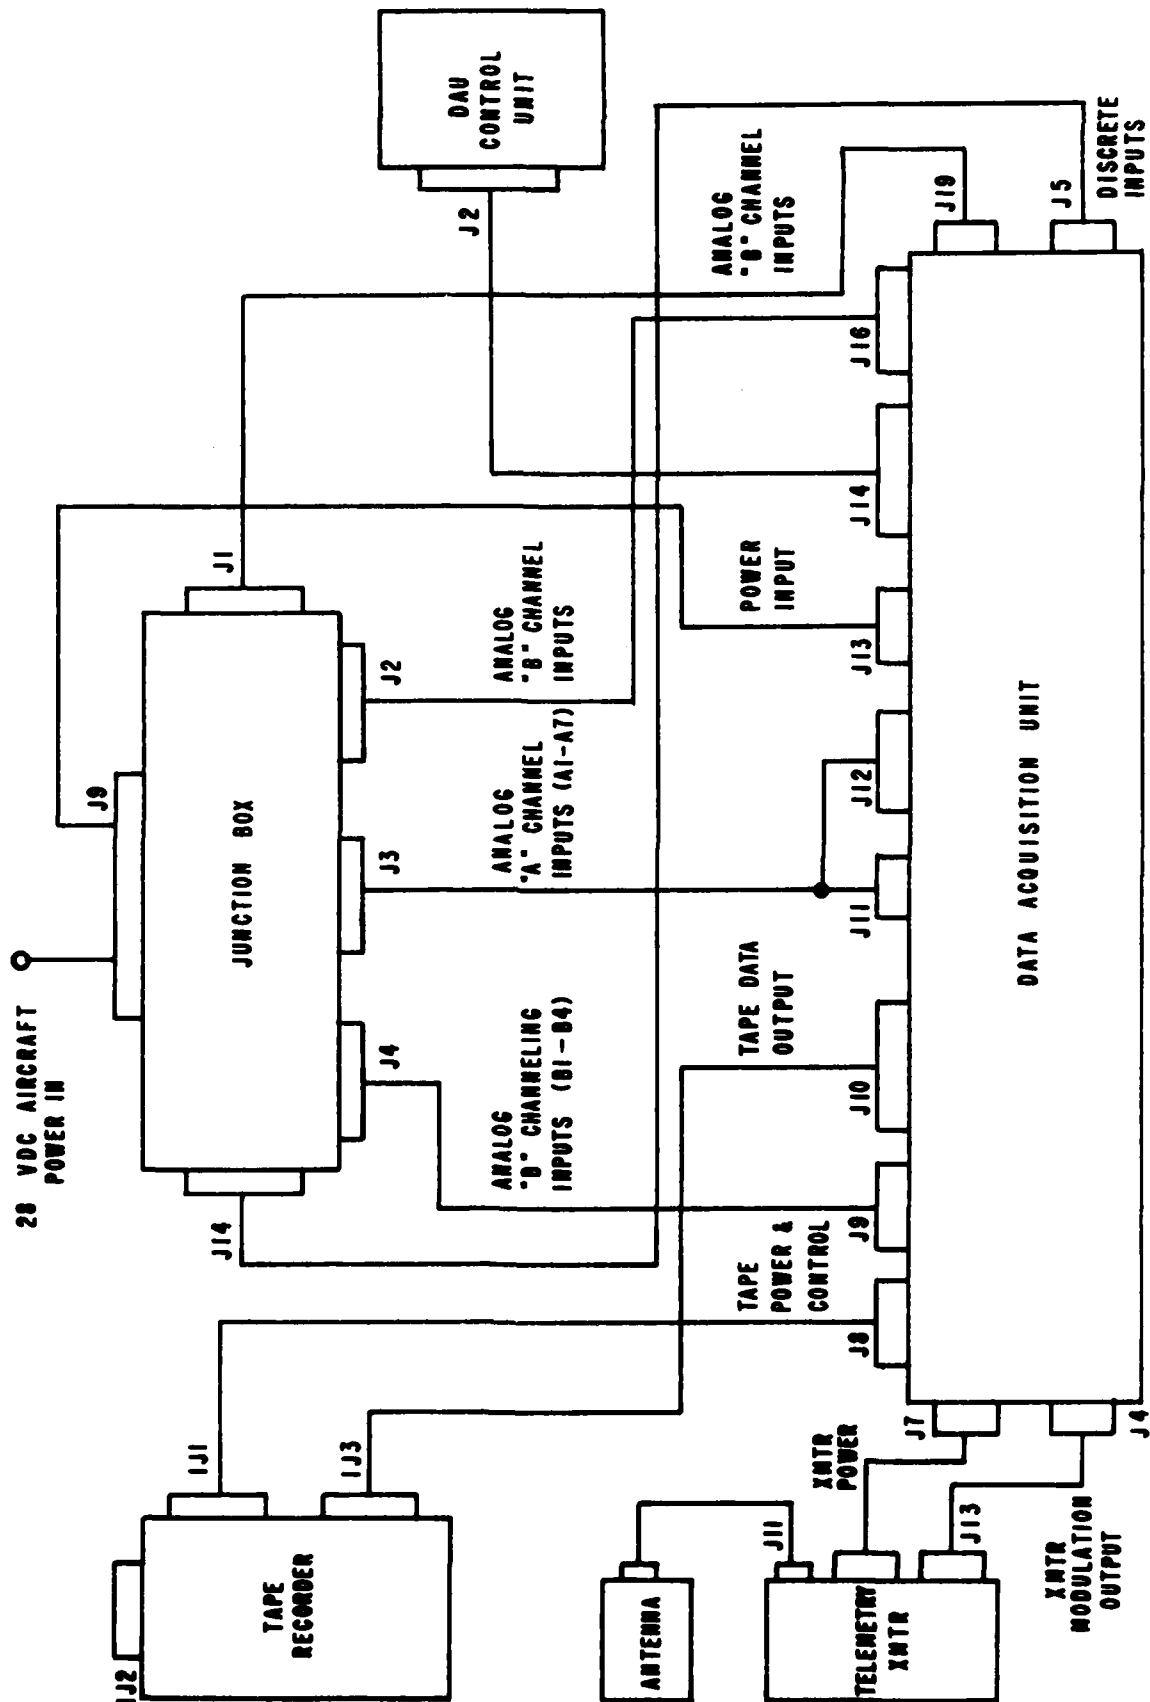 1J2
TAPE
RECORDER
1J1
1J3
28 VDC AIRCRAFT
POWER IN
J9
JUNCTION BOX
J14
J4
J3
J2
J1
DAU
CONTROL
UNIT
J2
ANALOG
"D" CHANNELING
INPUTS (B1-B4)
ANALOG
"A" CHANNEL
INPUTS (A1-A7)
ANALOG
"B" CHANNEL
INPUTS
ANALOG
"B" CHANNEL
INPUTS
ANTENNA
J11
TELEMETRY
XMTR
J13
XMTR
POWER
XMTR
MODULATION
OUTPUT
TAPE
POWER &
CONTROL
TAPE DATA
OUTPUT
POWER
INPUT
J7
J4
J8
J9
J10
J11
J12
J13
J14
J16
J19
J5
DISCRETE
INPUTS
DATA ACQUISITION UNIT